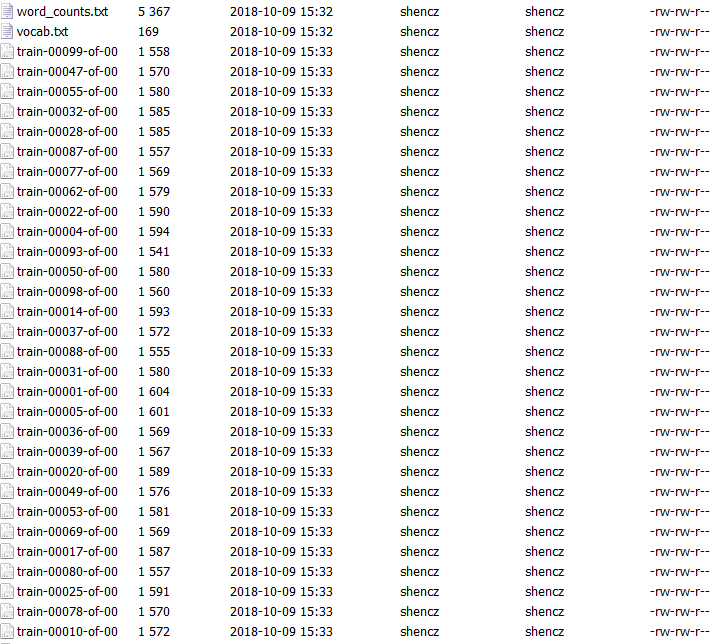 word_counts.txt 5 367 2018-10-09 15:32 shencz shencz -rw-rw-r--
vocab.txt 169 2018-10-09 15:32 shencz shencz -rw-rw-r--
train-00099-of-00 1 558 2018-10-09 15:33 shencz shencz -rw-rw-r--
train-00047-of-00 1 570 2018-10-09 15:33 shencz shencz -rw-rw-r--
train-00055-of-00 1 580 2018-10-09 15:33 shencz shencz -rw-rw-r--
train-00032-of-00 1 585 2018-10-09 15:33 shencz shencz -rw-rw-r--
train-00028-of-00 1 585 2018-10-09 15:33 shencz shencz -rw-rw-r--
train-00087-of-00 1 557 2018-10-09 15:33 shencz shencz -rw-rw-r--
train-00077-of-00 1 569 2018-10-09 15:33 shencz shencz -rw-rw-r--
train-00062-of-00 1 579 2018-10-09 15:33 shencz shencz -rw-rw-r--
train-00022-of-00 1 590 2018-10-09 15:33 shencz shencz -rw-rw-r--
train-00004-of-00 1 594 2018-10-09 15:33 shencz shencz -rw-rw-r--
train-00093-of-00 1 541 2018-10-09 15:33 shencz shencz -rw-rw-r--
train-00050-of-00 1 580 2018-10-09 15:33 shencz shencz -rw-rw-r--
train-00098-of-00 1 560 2018-10-09 15:33 shencz shencz -rw-rw-r--
train-00014-of-00 1 593 2018-10-09 15:33 shencz shencz -rw-rw-r--
train-00037-of-00 1 572 2018-10-09 15:33 shencz shencz -rw-rw-r--
train-00088-of-00 1 555 2018-10-09 15:33 shencz shencz -rw-rw-r--
train-00031-of-00 1 580 2018-10-09 15:33 shencz shencz -rw-rw-r--
train-00001-of-00 1 604 2018-10-09 15:33 shencz shencz -rw-rw-r--
train-00005-of-00 1 601 2018-10-09 15:33 shencz shencz -rw-rw-r--
train-00036-of-00 1 569 2018-10-09 15:33 shencz shencz -rw-rw-r--
train-00039-of-00 1 567 2018-10-09 15:33 shencz shencz -rw-rw-r--
train-00020-of-00 1 589 2018-10-09 15:33 shencz shencz -rw-rw-r--
train-00049-of-00 1 576 2018-10-09 15:33 shencz shencz -rw-rw-r--
train-00053-of-00 1 581 2018-10-09 15:33 shencz shencz -rw-rw-r--
train-00069-of-00 1 569 2018-10-09 15:33 shencz shencz -rw-rw-r--
train-00017-of-00 1 587 2018-10-09 15:33 shencz shencz -rw-rw-r--
train-00080-of-00 1 557 2018-10-09 15:33 shencz shencz -rw-rw-r--
train-00025-of-00 1 591 2018-10-09 15:33 shencz shencz -rw-rw-r--
train-00078-of-00 1 570 2018-10-09 15:33 shencz shencz -rw-rw-r--
train-00010-of-00 1 572 2018-10-09 15:33 shencz shencz -rw-rw-r--